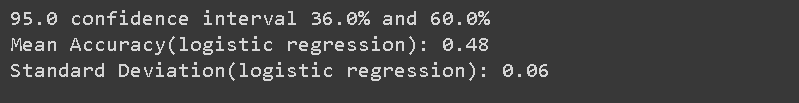 95.0 confidence interval 36.0% and 60.0%
Mean Accuracy(logistic regression): 0.48
Standard Deviation(logistic regression): 0.06